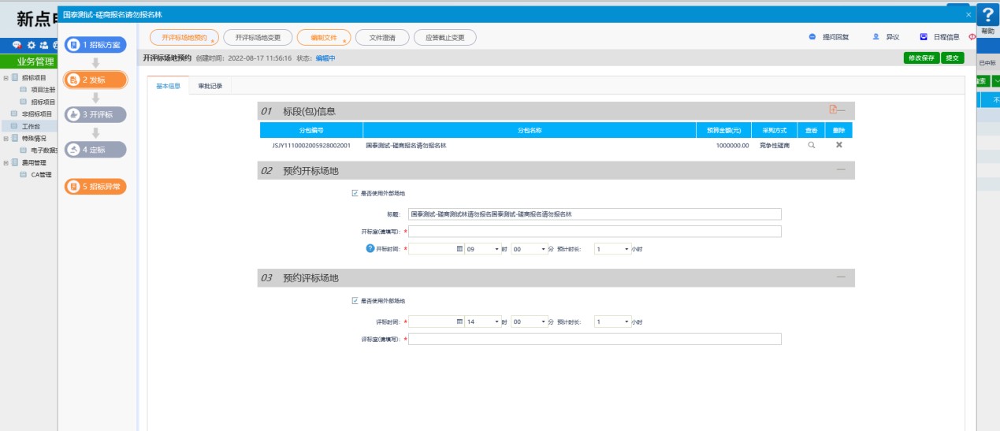 国泰测试-磋商报名请勿报名林
×
新点电
?
帮助
业务管理
招标项目
项目注册
招标项目
非招标项目
工作台
特殊情况
电子数据
费用管理
CA管理
1 招标方案
2 发标
3 开评标
4 定标
5 招标异常
开评标场地预约
开评标场地变更
编制文件
文件澄清
应答截止变更
提问回复
异议
日程信息
开评标场地预约 创建时间: 2022-08-17 11:56:16 状态: 编辑中
修改保存
提交
已中标
搜索
不
基本信息
审批记录
01 标段(包)信息
分包编号 分包名称 预算金额(元) 采购方式 查看 删除
JSJY1110002005928002001 国泰测试-磋商报名请勿报名林 1000000.00 竞争性磋商
02 预约开标场地
是否使用外部场地
标题: 国泰测试-磋商测试林请勿报名国泰测试-磋商报名请勿报名林
开标室(请填写): *
? 开标时间: * 09 时 00 分 预计时长: 1 小时
03 预约评标场地
是否使用外部场地
评标时间: * 14 时 00 分 预计时长: 1 小时
评标室(请填写): *